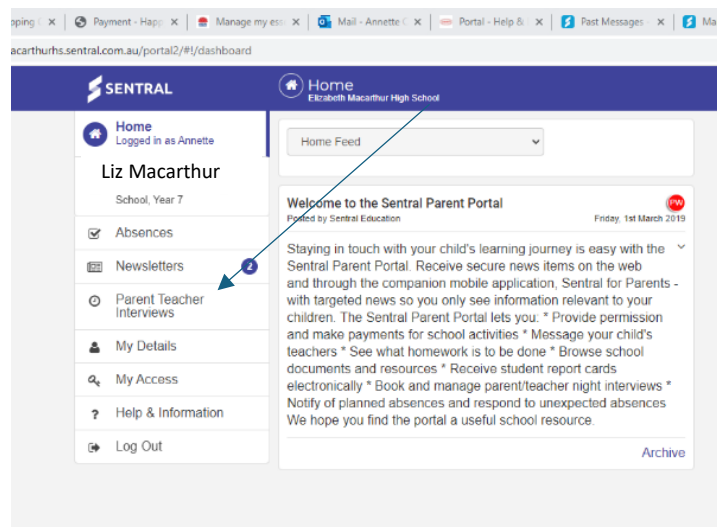 pping
Payment - Happ
Manage my ess
Mail - Annette
Portal - Help &
Past Messages -
Ma
acarthurhs.sentral.com.au/portal2/#!/dashboard
SENTRAL
Home
Elizabeth Macarthur High School
Home
Logged in as Annette
Liz Macarthur
School, Year 7
Absences
Newsletters
2
Parent Teacher
Interviews
My Details
My Access
Help & Information
Log Out
Home Feed
Welcome to the Sentral Parent Portal
PW
Posted by Sentral Education
Friday, 1st March 2019
Staying in touch with your child's learning journey is easy with the
Sentral Parent Portal. Receive secure news items on the web
and through the companion mobile application, Sentral for Parents -
with targeted news so you only see information relevant to your
children. The Sentral Parent Portal lets you: * Provide permission
and make payments for school activities * Message your child's
teachers * See what homework is to be done * Browse school
documents and resources * Receive student report cards
electronically * Book and manage parent/teacher night interviews *
Notify of planned absences and respond to unexpected absences
We hope you find the portal a useful school resource.
Archive